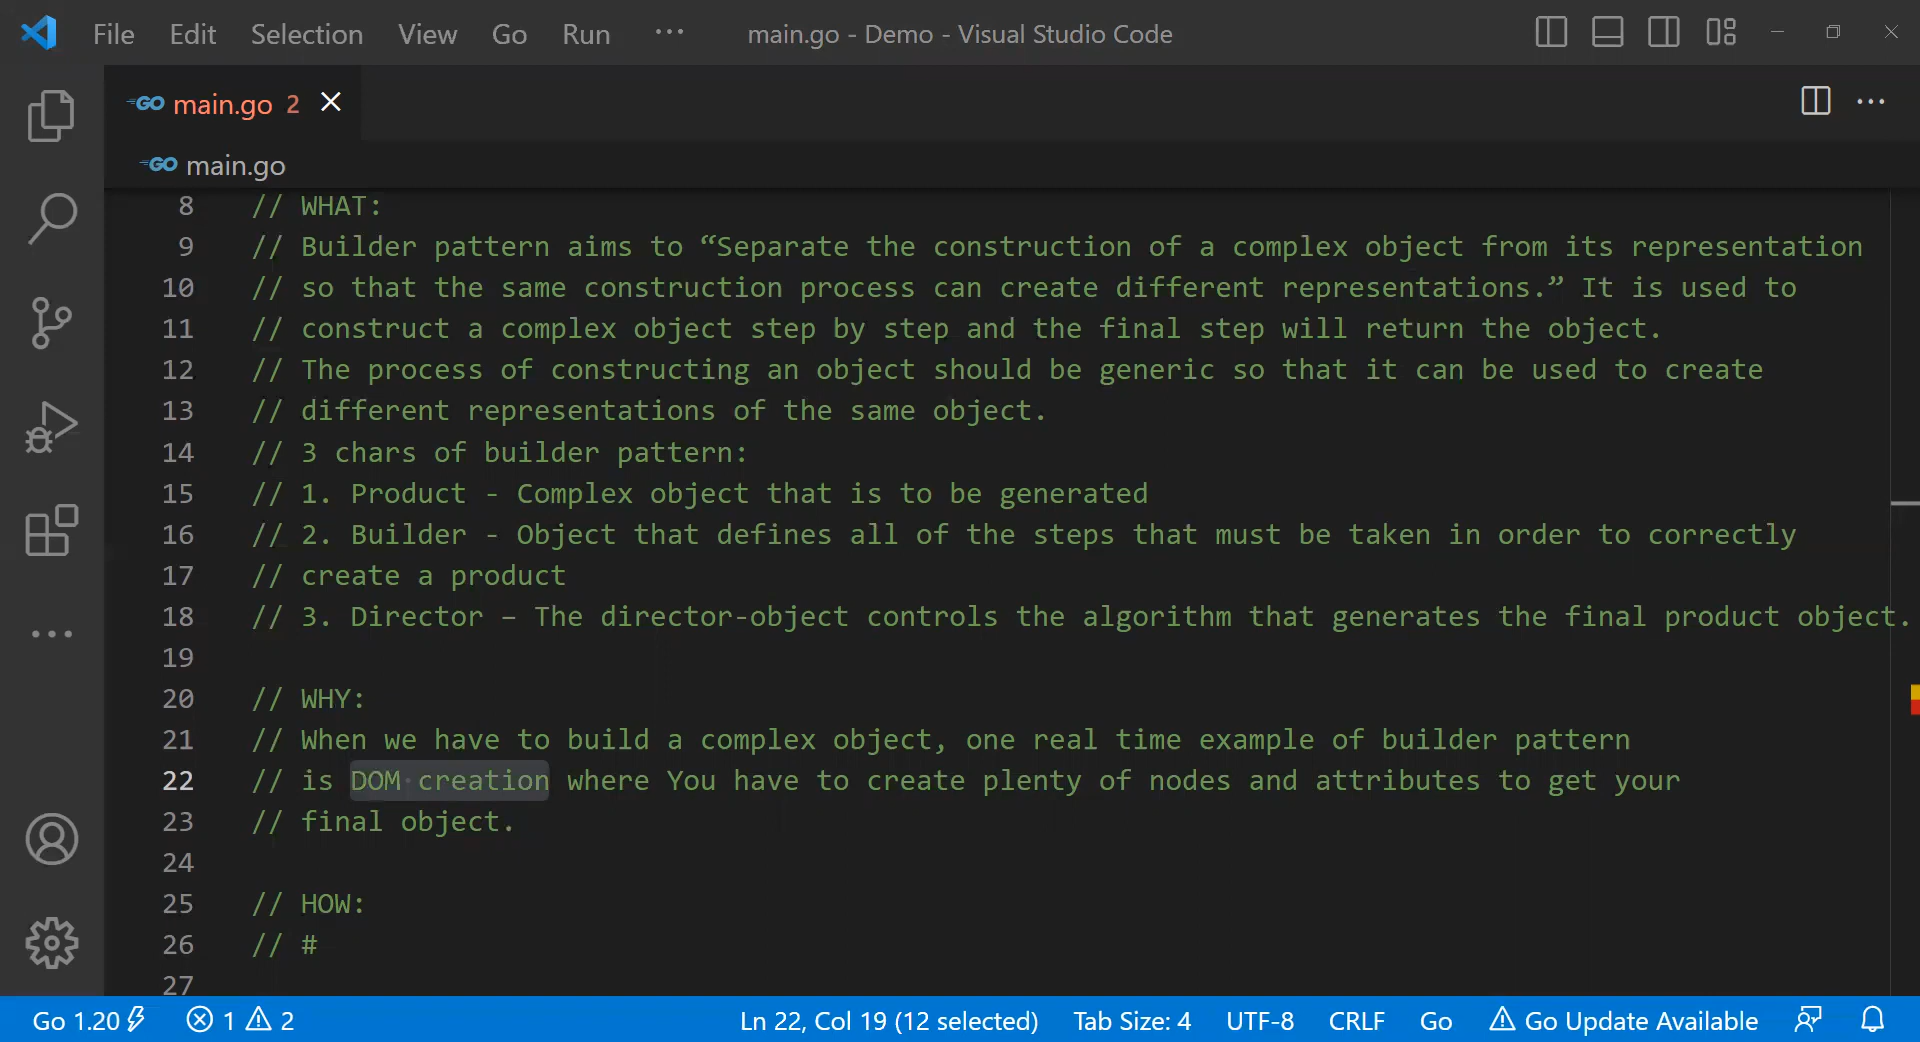 File Edit Selection View Go Run ··· main.go - Demo - Visual Studio Code
GO main.go 2
GO main.go
8 // WHAT:
9 // Builder pattern aims to “Separate the construction of a complex object from its representation
10 // so that the same construction process can create different representations.” It is used to
11 // construct a complex object step by step and the final step will return the object.
12 // The process of constructing an object should be generic so that it can be used to create
13 // different representations of the same object.
14 // 3 chars of builder pattern:
15 // 1. Product - Complex object that is to be generated
16 // 2. Builder - Object that defines all of the steps that must be taken in order to correctly
17 // create a product
18 // 3. Director – The director-object controls the algorithm that generates the final product object.
19
20 // WHY:
21 // When we have to build a complex object, one real time example of builder pattern
22 // is DOM creation where You have to create plenty of nodes and attributes to get your
23 // final object.
24
25 // HOW:
26 // #
27
Go 1.20 1 2 Ln 22, Col 19 (12 selected) Tab Size: 4 UTF-8 CRLF Go Go Update Available